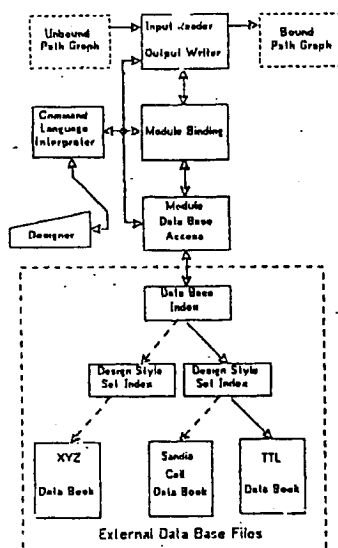 Unbound
Path Graph
Input Reader
Output Writer
Bound
Path Graph
Command
Language
Interpreter
Module Binding
Designer
Module
Data Base
Access
Data Base
Index
Design Style
Set Index
Design Style
Set Index
XYZ
Data Book
Sandia
Cell
Data Book
TTL
Data Book
External Data Base Files